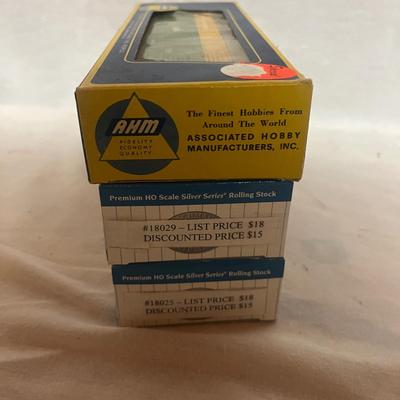 AHM
FIDELITY
ECONOMY
QUALITY
The Finest Hobbies From
Around The World
ASSOCIATED HOBBY
MANUFACTURERS, INC.
Premium HO Scale Silver Series® Rolling Stock
#18029 – LIST PRICE $18
DISCOUNTED PRICE $15
Premium HO Scale Silver Series® Rolling Stock
#18025 – LIST PRICE $18
DISCOUNTED PRICE $15